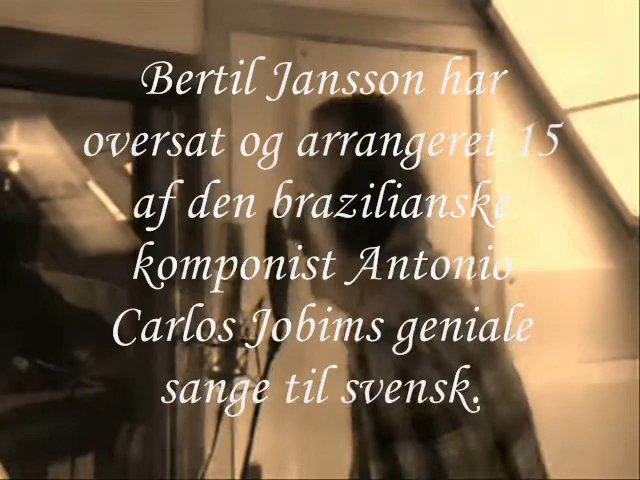 Bertil Jansson har
oversat og arrangeret 15
af den brazilianske
komponist Antonio
Carlos Jobims geniale
sange til svensk.